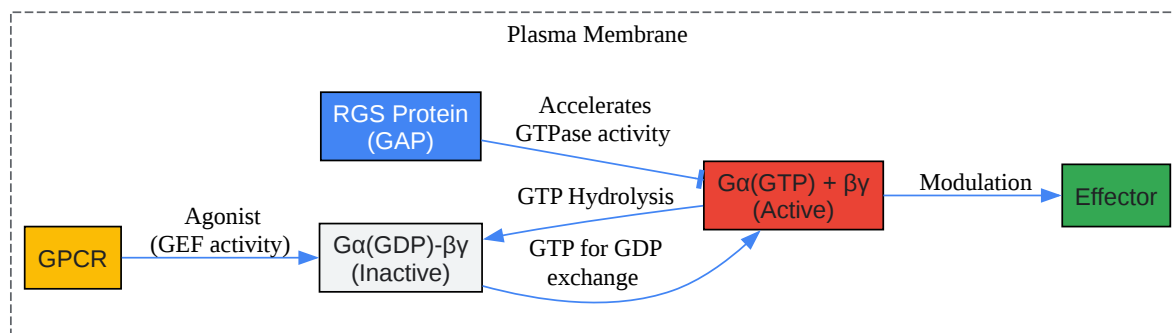 Plasma Membrane
RGS Protein
(GAP)
Accelerates
GTPase activity
Gα(GTP) + βγ
(Active)
Modulation
Effector
GTP Hydrolysis
Agonist
(GEF activity)
GPCR
Gα(GDP)-βγ
(Inactive)
GTP for GDP
exchange